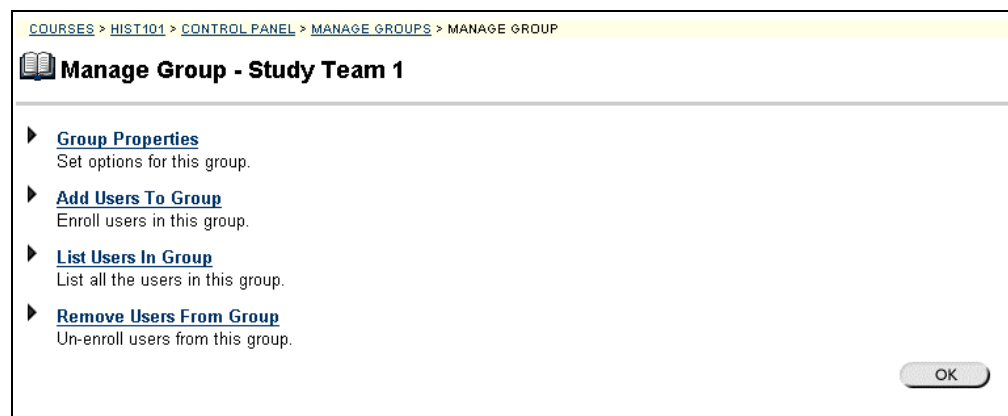 COURSES > HIST101 > CONTROL PANEL > MANAGE GROUPS > MANAGE GROUP
Manage Group - Study Team 1
Group Properties
Set options for this group.
Add Users To Group
Enroll users in this group.
List Users In Group
List all the users in this group.
Remove Users From Group
Un-enroll users from this group.
OK